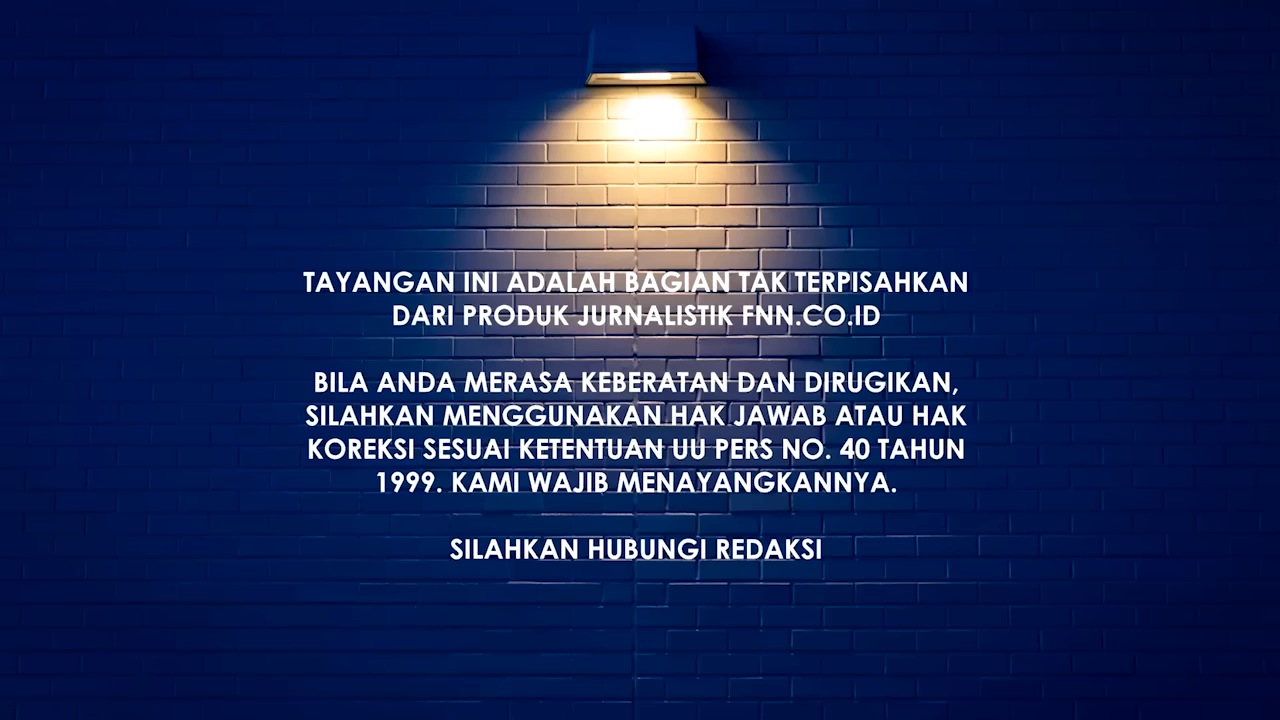 TAYANGAN INI ADALAH BAGIAN TAK TERPISAHKAN
DARI PRODUK JURNALISTIK FNN.CO.ID
BILA ANDA MERASA KEBERATAN DAN DIRUGIKAN,
SILAHKAN MENGGUNAKAN HAK JAWAB ATAU HAK
KOREKSI SESUAI KETENTUAN UU PERS NO. 40 TAHUN
1999. KAMI WAJIB MENAYANGKANNYA.
SILAHKAN HUBUNGI REDAKSI